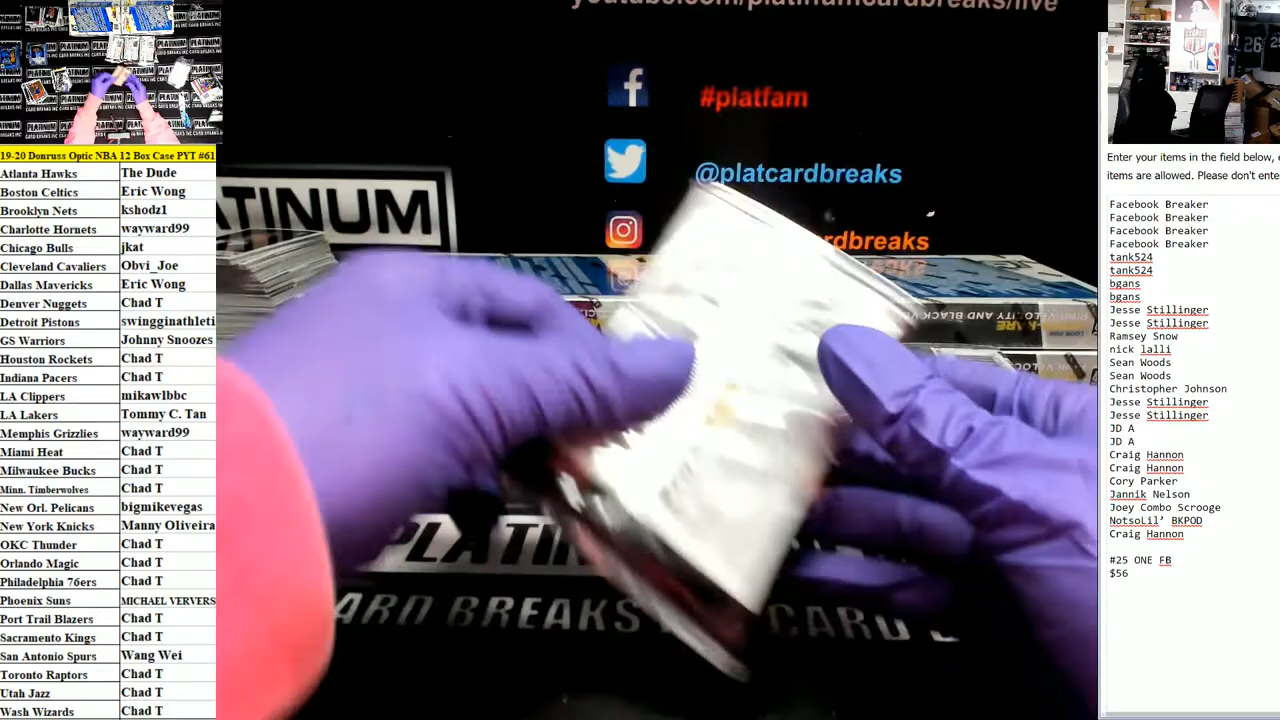 youtube.com/platinumcardbreaks/live
#platfam
@platcardbreaks
rdbreaks
TINUM
PLATIN
ARD BREAKS
CARD
19-20 Donruss Optic NBA 12 Box Case PYT #61
Atlanta Hawks The Dude
Boston Celtics Eric Wong
Brooklyn Nets kshodz1
Charlotte Hornets wayward99
Chicago Bulls jkat
Cleveland Cavaliers Obvi_Joe
Dallas Mavericks Eric Wong
Denver Nuggets Chad T
Detroit Pistons swingginathleti
GS Warriors Johnny Snoozes
Houston Rockets Chad T
Indiana Pacers Chad T
LA Clippers mikawlbbc
LA Lakers Tommy C. Tan
Memphis Grizzlies wayward99
Miami Heat Chad T
Milwaukee Bucks Chad T
Minn. Timberwolves Chad T
New Orl. Pelicans bigmikevegas
New York Knicks Manny Oliveira
OKC Thunder Chad T
Orlando Magic Chad T
Philadelphia 76ers Chad T
Phoenix Suns MICHAEL VERVERS
Port Trail Blazers Chad T
Sacramento Kings Chad T
San Antonio Spurs Wang Wei
Toronto Raptors Chad T
Utah Jazz Chad T
Wash Wizards Chad T
Enter your items in the field below,
items are allowed. Please don't ente
Facebook Breaker
Facebook Breaker
Facebook Breaker
Facebook Breaker
tank524
tank524
bgans
bgans
Jesse Stillinger
Jesse Stillinger
Ramsey Snow
nick lalli
Sean Woods
Sean Woods
Christopher Johnson
Jesse Stillinger
Jesse Stillinger
JD A
JD A
Craig Hannon
Craig Hannon
Cory Parker
Jannik Nelson
Joey Combo Scrooge
NotsoLil’ BKPOD
Craig Hannon
#25 ONE FB
$56